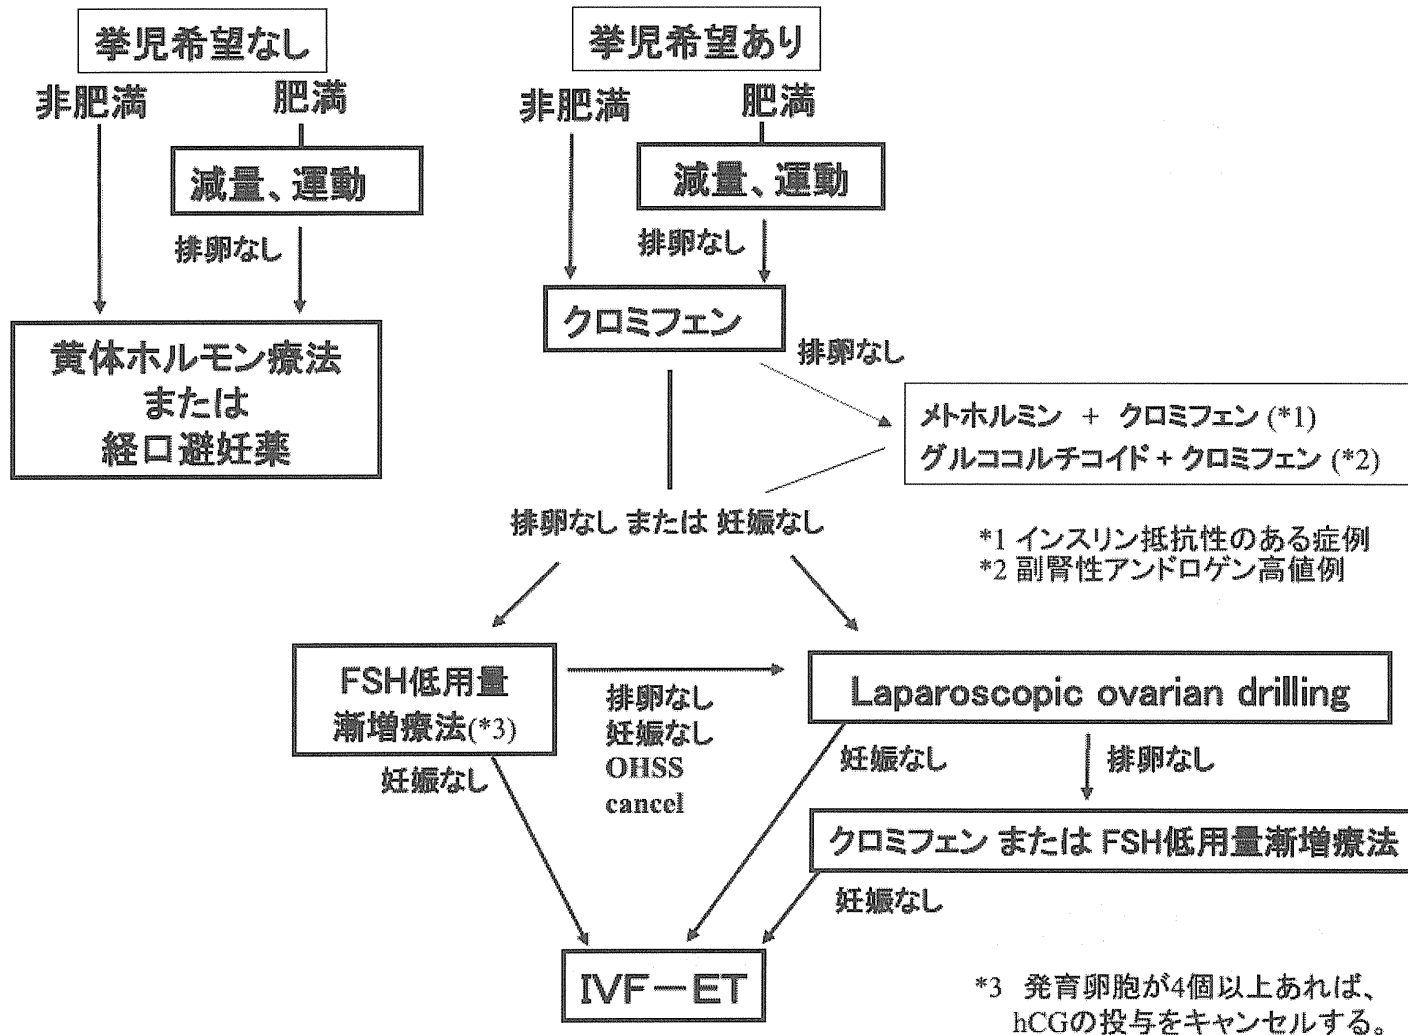 挙児希望なし
非肥満
肥満
減量、運動
排卵なし
黄体ホルモン療法
または
経口避妊薬
挙児希望あり
非肥満
肥満
減量、運動
排卵なし
クロミフェン
排卵なし
メトホルミン + クロミフェン (*1)
グルココルチコイド + クロミフェン (*2)
*1 インスリン抵抗性のある症例
*2 副腎性アンドロゲン高値例
排卵なし または 妊娠なし
FSH低用量
漸増療法(*3)
排卵なし
妊娠なし
OHSS
cancel
Laparoscopic ovarian drilling
妊娠なし
妊娠なし
排卵なし
クロミフェン または FSH低用量漸増療法
妊娠なし
IVF－ET
*3 発育卵胞が4個以上あれば、
hCGの投与をキャンセルする。